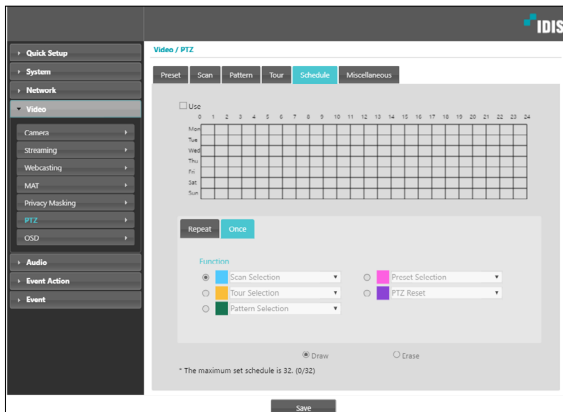 IDIS
Quick Setup
System
Network
Video
Camera
Streaming
Webcasting
MAT
Privacy Masking
PTZ
OSD
Audio
Event Action
Event
Video / PTZ
Preset Scan Pattern Tour Schedule Miscellaneous
Use
0 1 2 3 4 5 6 7 8 9 10 11 12 13 14 15 16 17 18 19 20 21 22 23 24
Mon
Tue
Wed
Thu
Fri
Sat
Sun
Repeat Once
Function
Scan Selection Preset Selection
Tour Selection PTZ Reset
Pattern Selection
Draw Erase
* The maximum set schedule is 32. (0/32)
Save